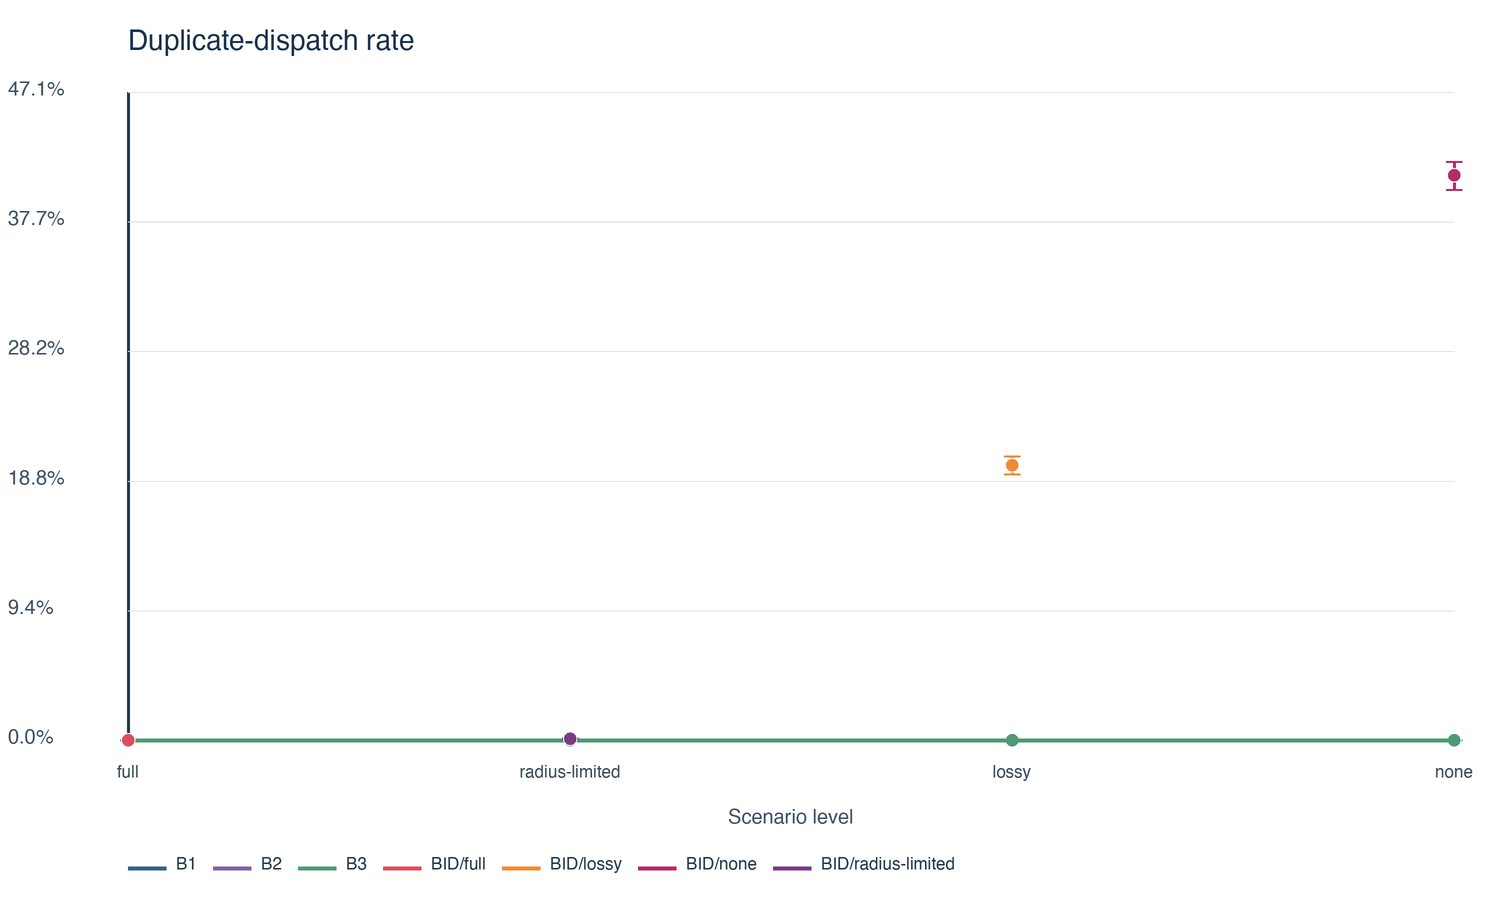 Duplicate-dispatch rate
47.1%
37.7%
28.2%
18.8%
9.4%
0.0%
full radius-limited lossy none
Scenario level
B1 B2 B3 BID/full BID/lossy BID/none BID/radius-limited